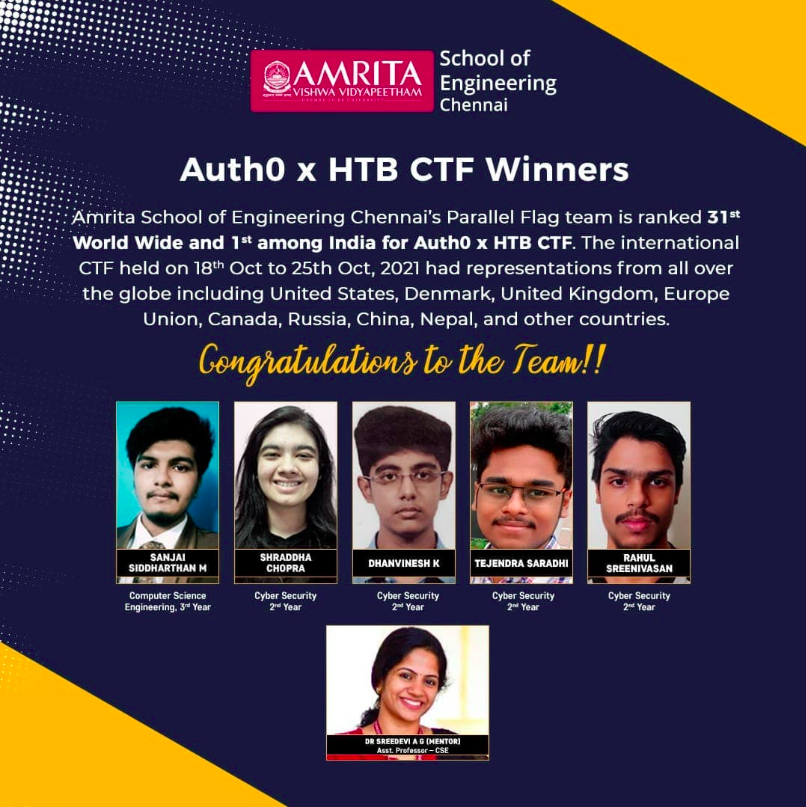 AMRITA
VISHWA VIDYAPEETHAM
School of
Engineering
Chennai
Auth0 x HTB CTF Winners
Amrita School of Engineering Chennai's Parallel Flag team is ranked 31st
World Wide and 1st among India for Auth0 x HTB CTF. The international
CTF held on 18th Oct to 25th Oct, 2021 had representations from all over
the globe including United States, Denmark, United Kingdom, Europe
Union, Canada, Russia, China, Nepal, and other countries.
Congratulations to the Team!!
SANJAI
SIDDHARTHAN M
Computer Science
Engineering, 3rd Year
SHRADDHA
CHOPRA
Cyber Security
2nd Year
DHANVINESH K
Cyber Security
2nd Year
TEJENDRA SARADHI
Cyber Security
2nd Year
RAHUL
SREENIVASAN
Cyber Security
2nd Year
DR SREEDEVI A G (MENTOR)
Asst. Professor – CSE